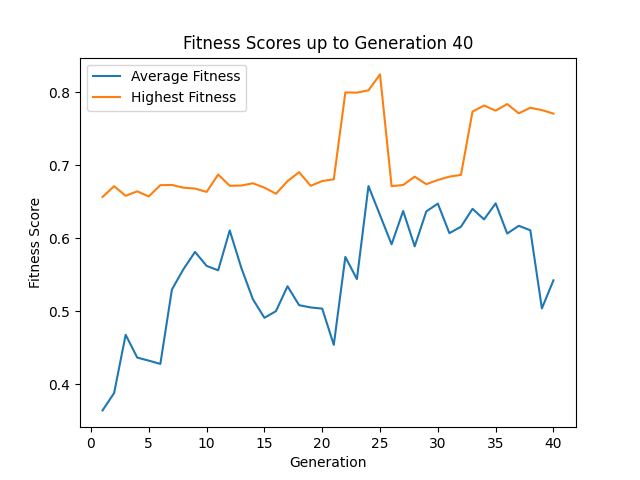 Fitness Scores up to Generation 40
Average Fitness
Highest Fitness
Fitness Score
0.8
0.7
0.6
0.5
0.4
0 5 10 15 20 25 30 35 40
Generation